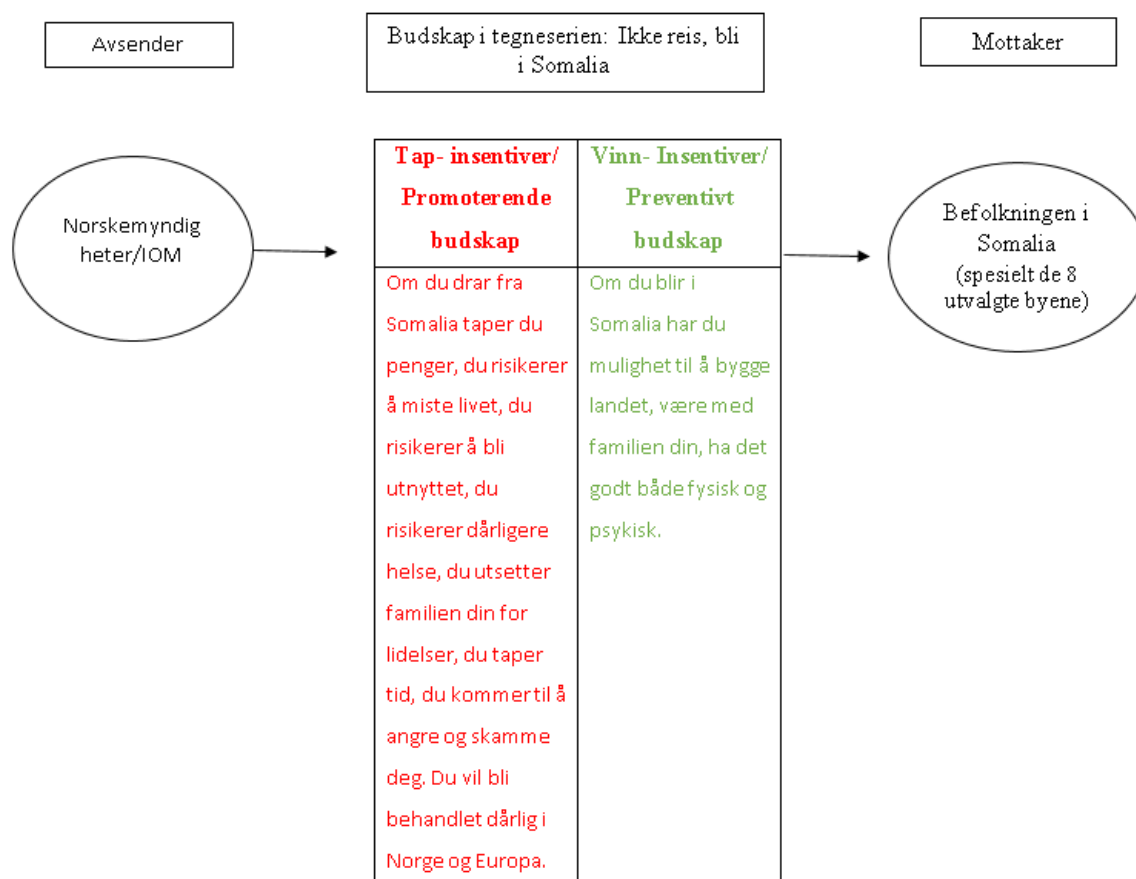 Avsender
Budskap i tegneserien: Ikke reis, bli
i Somalia
Mottaker
Norskemyndig
heter/IOM
Tap- insentiver/
Promoterende
budskap
Om du drar fra
Somalia taper du
penger, du risikerer
å miste livet, du
risikerer å bli
utnyttet, du
risikerer dårligere
helse, du utsetter
familien din for
lidelser, du taper
tid, du kommer til å
angre og skamme
deg. Du vil bli
behandlet dårlig i
Norge og Europa.
Vinn- Insentiver/
Preventivt
budskap
Om du blir i
Somalia har du
mulighet til å bygge
landet, være med
familien din, ha det
godt både fysisk og
psykisk.
Befolkningen i
Somalia
(spesielt de 8
utvalgte byene)